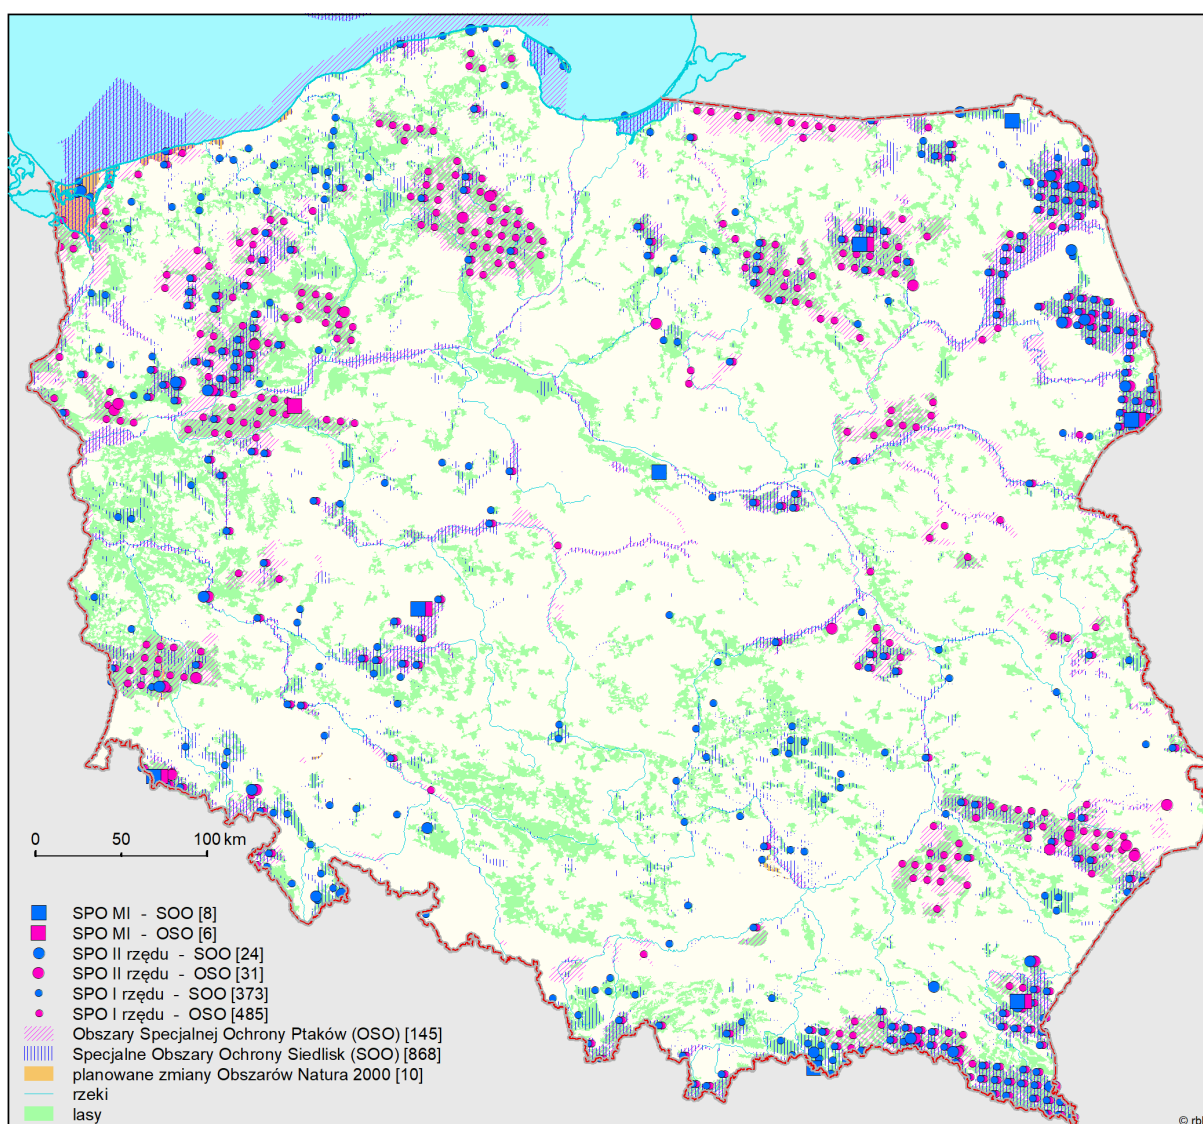 0 50 100 km
SPO MI - SOO [8]
SPO MI - OSO [6]
SPO II rzędu - SOO [24]
SPO II rzędu - OSO [31]
SPO I rzędu - SOO [373]
SPO I rzędu - OSO [485]
Obszary Specjalnej Ochrony Ptaków (OSO) [145]
Specjalne Obszary Ochrony Siedlisk (SOO) [868]
planowane zmiany Obszarów Natura 2000 [10]
rzeki
lasy
©